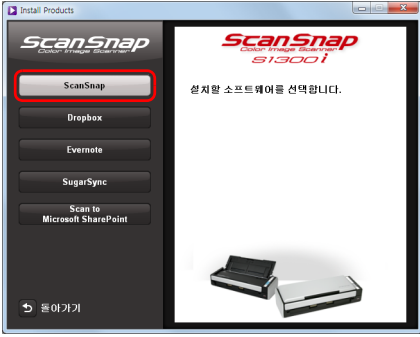 Install Products
ScanSnap
Color Image Scanner
ScanSnap
Dropbox
Evernote
SugarSync
Scan to
Microsoft SharePoint
돌아가기
ScanSnap
Color Image Scanner
S1300i
설치할 소프트웨어를 선택합니다.